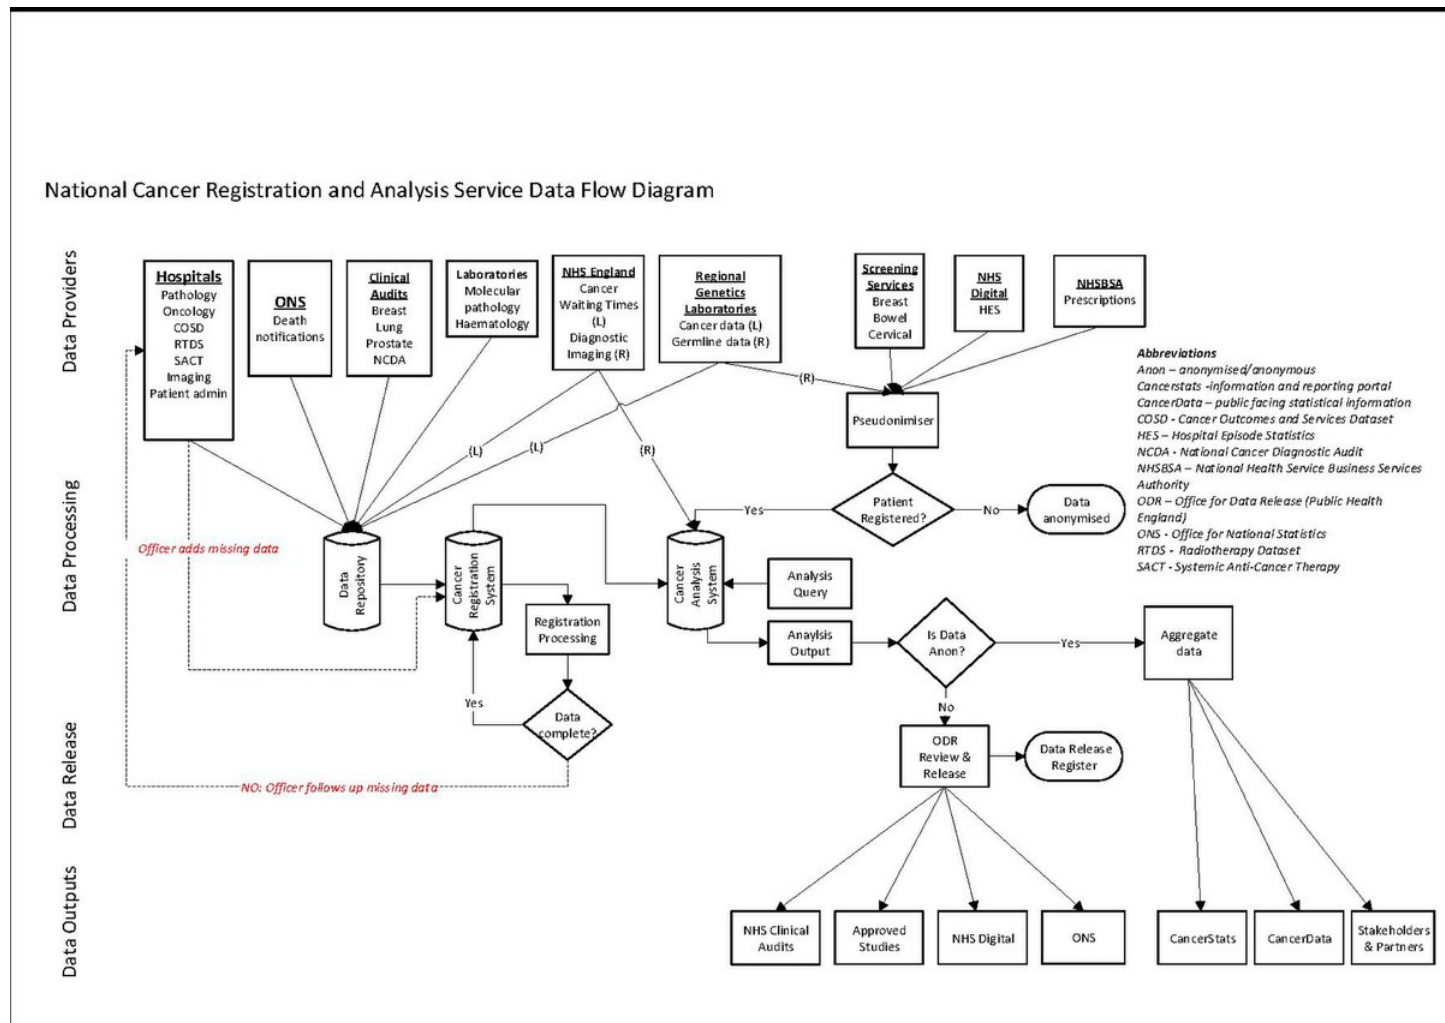 National Cancer Registration and Analysis Service Data Flow Diagram
Data Providers
Hospitals
Pathology
Oncology
COSD
RTDS
SACT
Imaging
Patient admin
ONS
Death
notifications
Clinical
Audits
Breast
Lung
Prostate
NCDA
Laboratories
Molecular
pathology
Haematology
NHS England
Cancer
Waiting Times
(L)
Diagnostic
Imaging (R)
Regional
Genetics
Laboratories
Cancer data (L)
Germline data (R)
Screening
Services
Breast
Bowel
Cervical
NHS
Digital
HES
NHSBSA
Prescriptions
Abbreviations
Anon – anonymised/anonymous
Cancerstats -information and reporting portal
CancerData – public facing statistical information
COSD - Cancer Outcomes and Services Dataset
HES – Hospital Episode Statistics
NCDA - National Cancer Diagnostic Audit
NHSBSA – National Health Service Business Services
Authority
ODR – Office for Data Release (Public Health
England)
ONS - Office for National Statistics
RTDS - Radiotherapy Dataset
SACT - Systemic Anti-Cancer Therapy
(R)
(L)
(L)
(R)
Pseudonimiser
Data Processing
Patient
Registered?
Yes
No
Data
anonymised
Officer adds missing data
Data
Repository
Cancer
Registration
System
Registration
Processing
Cancer
Analysis
System
Analysis
Query
Anaylsis
Output
Is Data
Anon?
Yes
Aggregate
data
No
Yes
Data
complete?
NO: Officer follows up missing data
Data Release
ODR
Review &
Release
Data Release
Register
Data Outputs
NHS Clinical
Audits
Approved
Studies
NHS Digital
ONS
CancerStats
CancerData
Stakeholders
& Partners